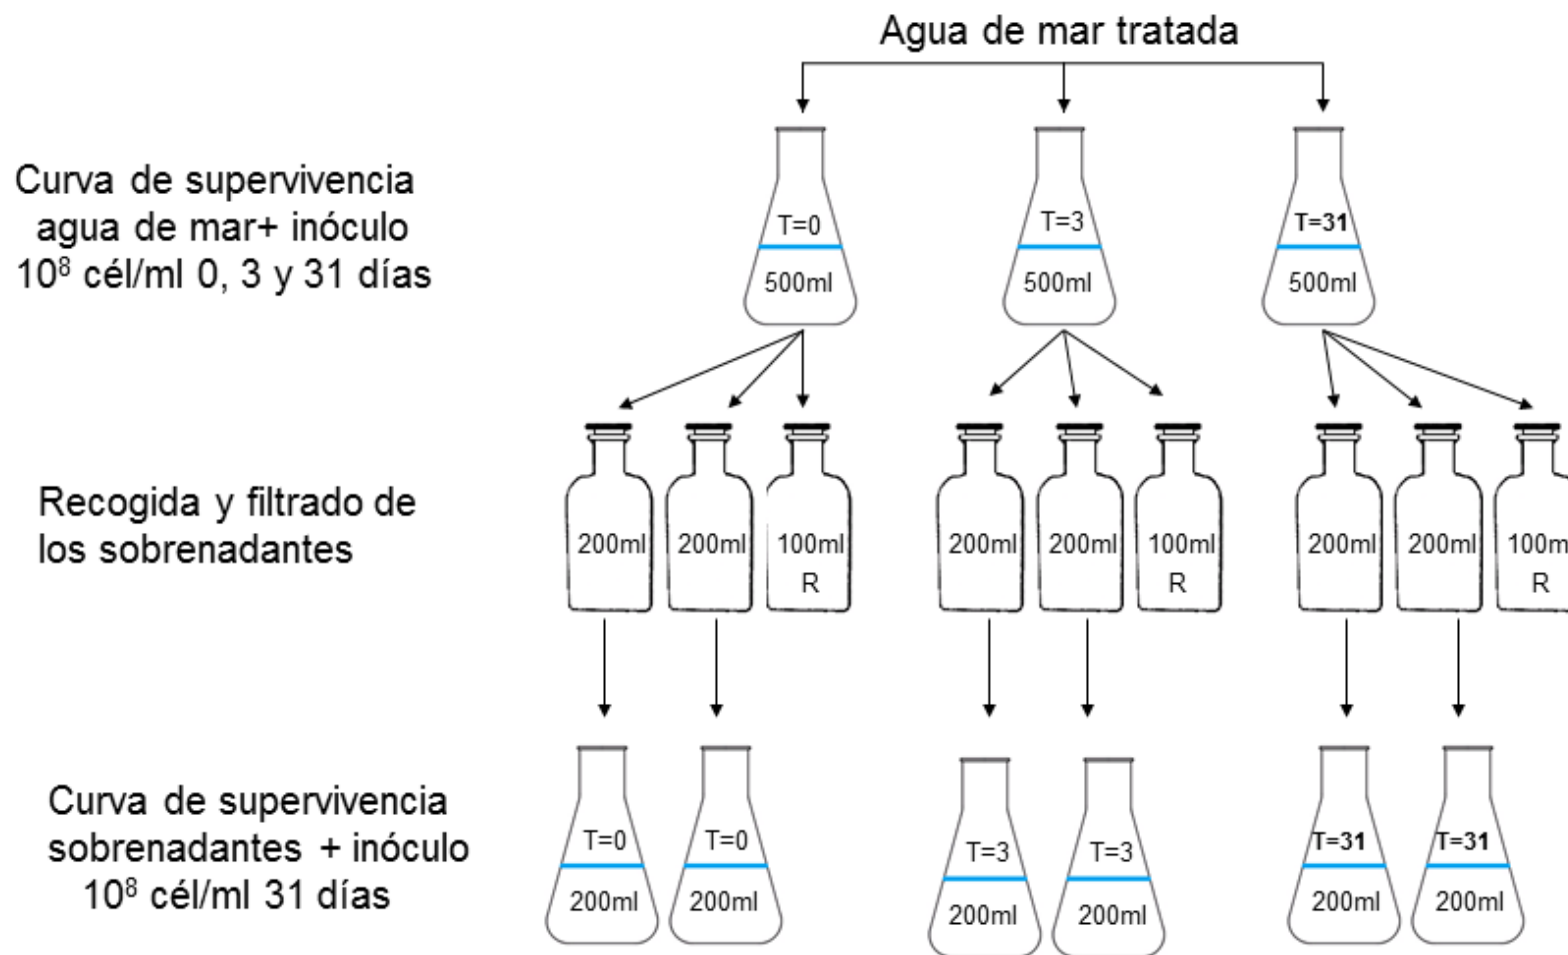 Agua de mar tratada
Curva de supervivencia
agua de mar+ inóculo
10⁸ cél/ml 0, 3 y 31 días
T=0
500ml
T=3
500ml
T=31
500ml
Recogida y filtrado de
los sobrenadantes
200ml
200ml
100ml
R
200ml
200ml
100ml
R
200ml
200ml
100m
R
Curva de supervivencia
sobrenadantes + inóculo
10⁸ cél/ml 31 días
T=0
200ml
T=0
200ml
T=3
200ml
T=3
200ml
T=31
200ml
T=31
200ml